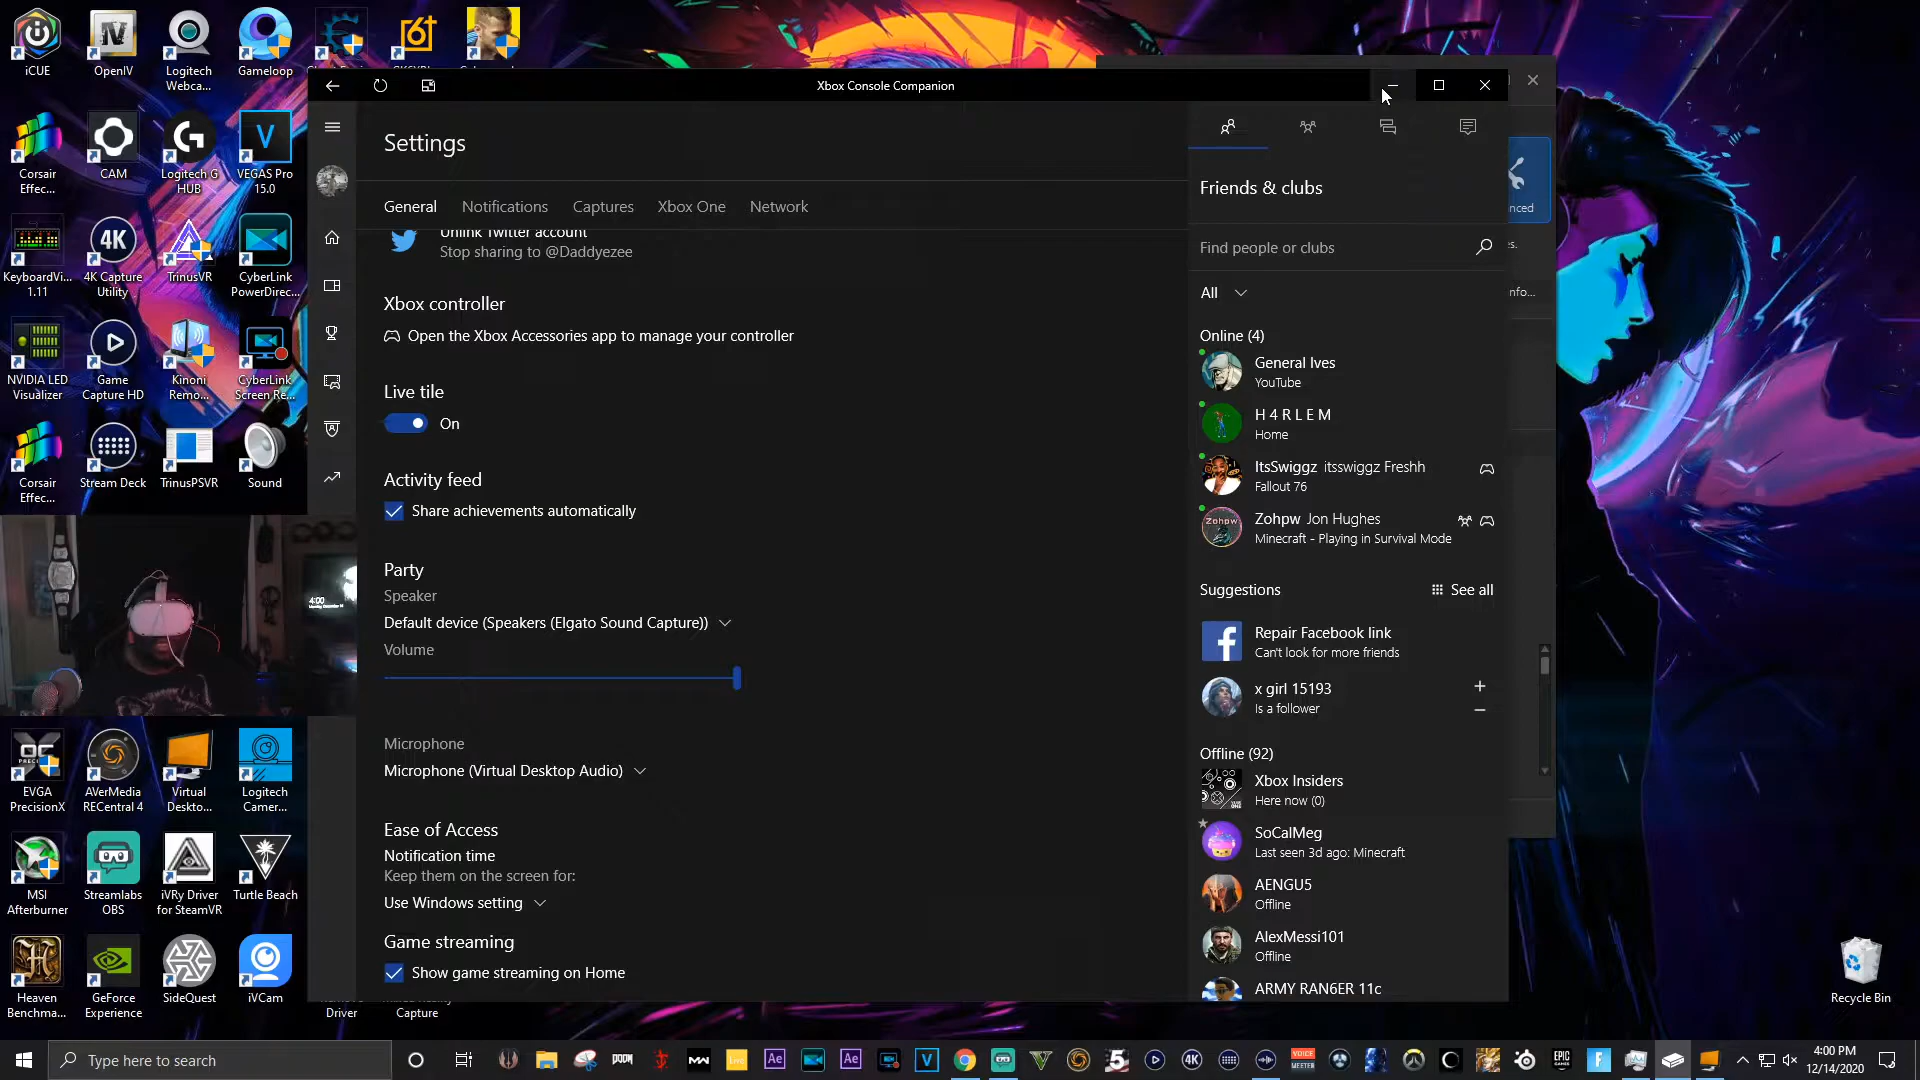 iCUE
OpenIV
Logitech
Webca...
Gameloop
Xbox Console Companion
Corsair
Effec...
CAM
Logitech G
HUB
VEGAS Pro
15.0
KeyboardVi...
1.11
4K Capture
Utility
TrinusVR
CyberLink
PowerDirec...
NVIDIA LED
Visualizer
Game
Capture HD
Kinoni
Remo...
CyberLink
Screen Re...
Corsair
Effec...
Stream Deck
TrinusPSVR
Sound
EVGA
PrecisionX
AVerMedia
RECentral 4
Virtual
Deskto...
Logitech
Camer...
MSI
Afterburner
Streamlabs
OBS
iVRy Driver
for SteamVR
Turtle Beach
Heaven
Benchma...
GeForce
Experience
SideQuest
iVCam
Driver
Capture
Settings
General
Notifications
Captures
Xbox One
Network
Unlink Twitter account
Stop sharing to @Daddyezee
Xbox controller
Open the Xbox Accessories app to manage your controller
Live tile
On
Activity feed
Share achievements automatically
Party
Speaker
Default device (Speakers (Elgato Sound Capture))
Volume
Microphone
Microphone (Virtual Desktop Audio)
Ease of Access
Notification time
Keep them on the screen for:
Use Windows setting
Game streaming
Show game streaming on Home
Friends & clubs
Find people or clubs
All
Online (4)
General Ives
YouTube
H 4 R L E M
Home
ItsSwiggz itsswiggz Freshh
Fallout 76
Zohpw Jon Hughes
Minecraft - Playing in Survival Mode
Suggestions
See all
Repair Facebook link
Can't look for more friends
x girl 15193
Is a follower
Offline (92)
Xbox Insiders
Here now (0)
SoCalMeg
Last seen 3d ago: Minecraft
AENGU5
Offline
AlexMessi101
Offline
ARMY RAN6ER 11c
nced
es.
nfo...
4:00
Recycle Bin
Type here to search
4:00 PM
12/14/2020